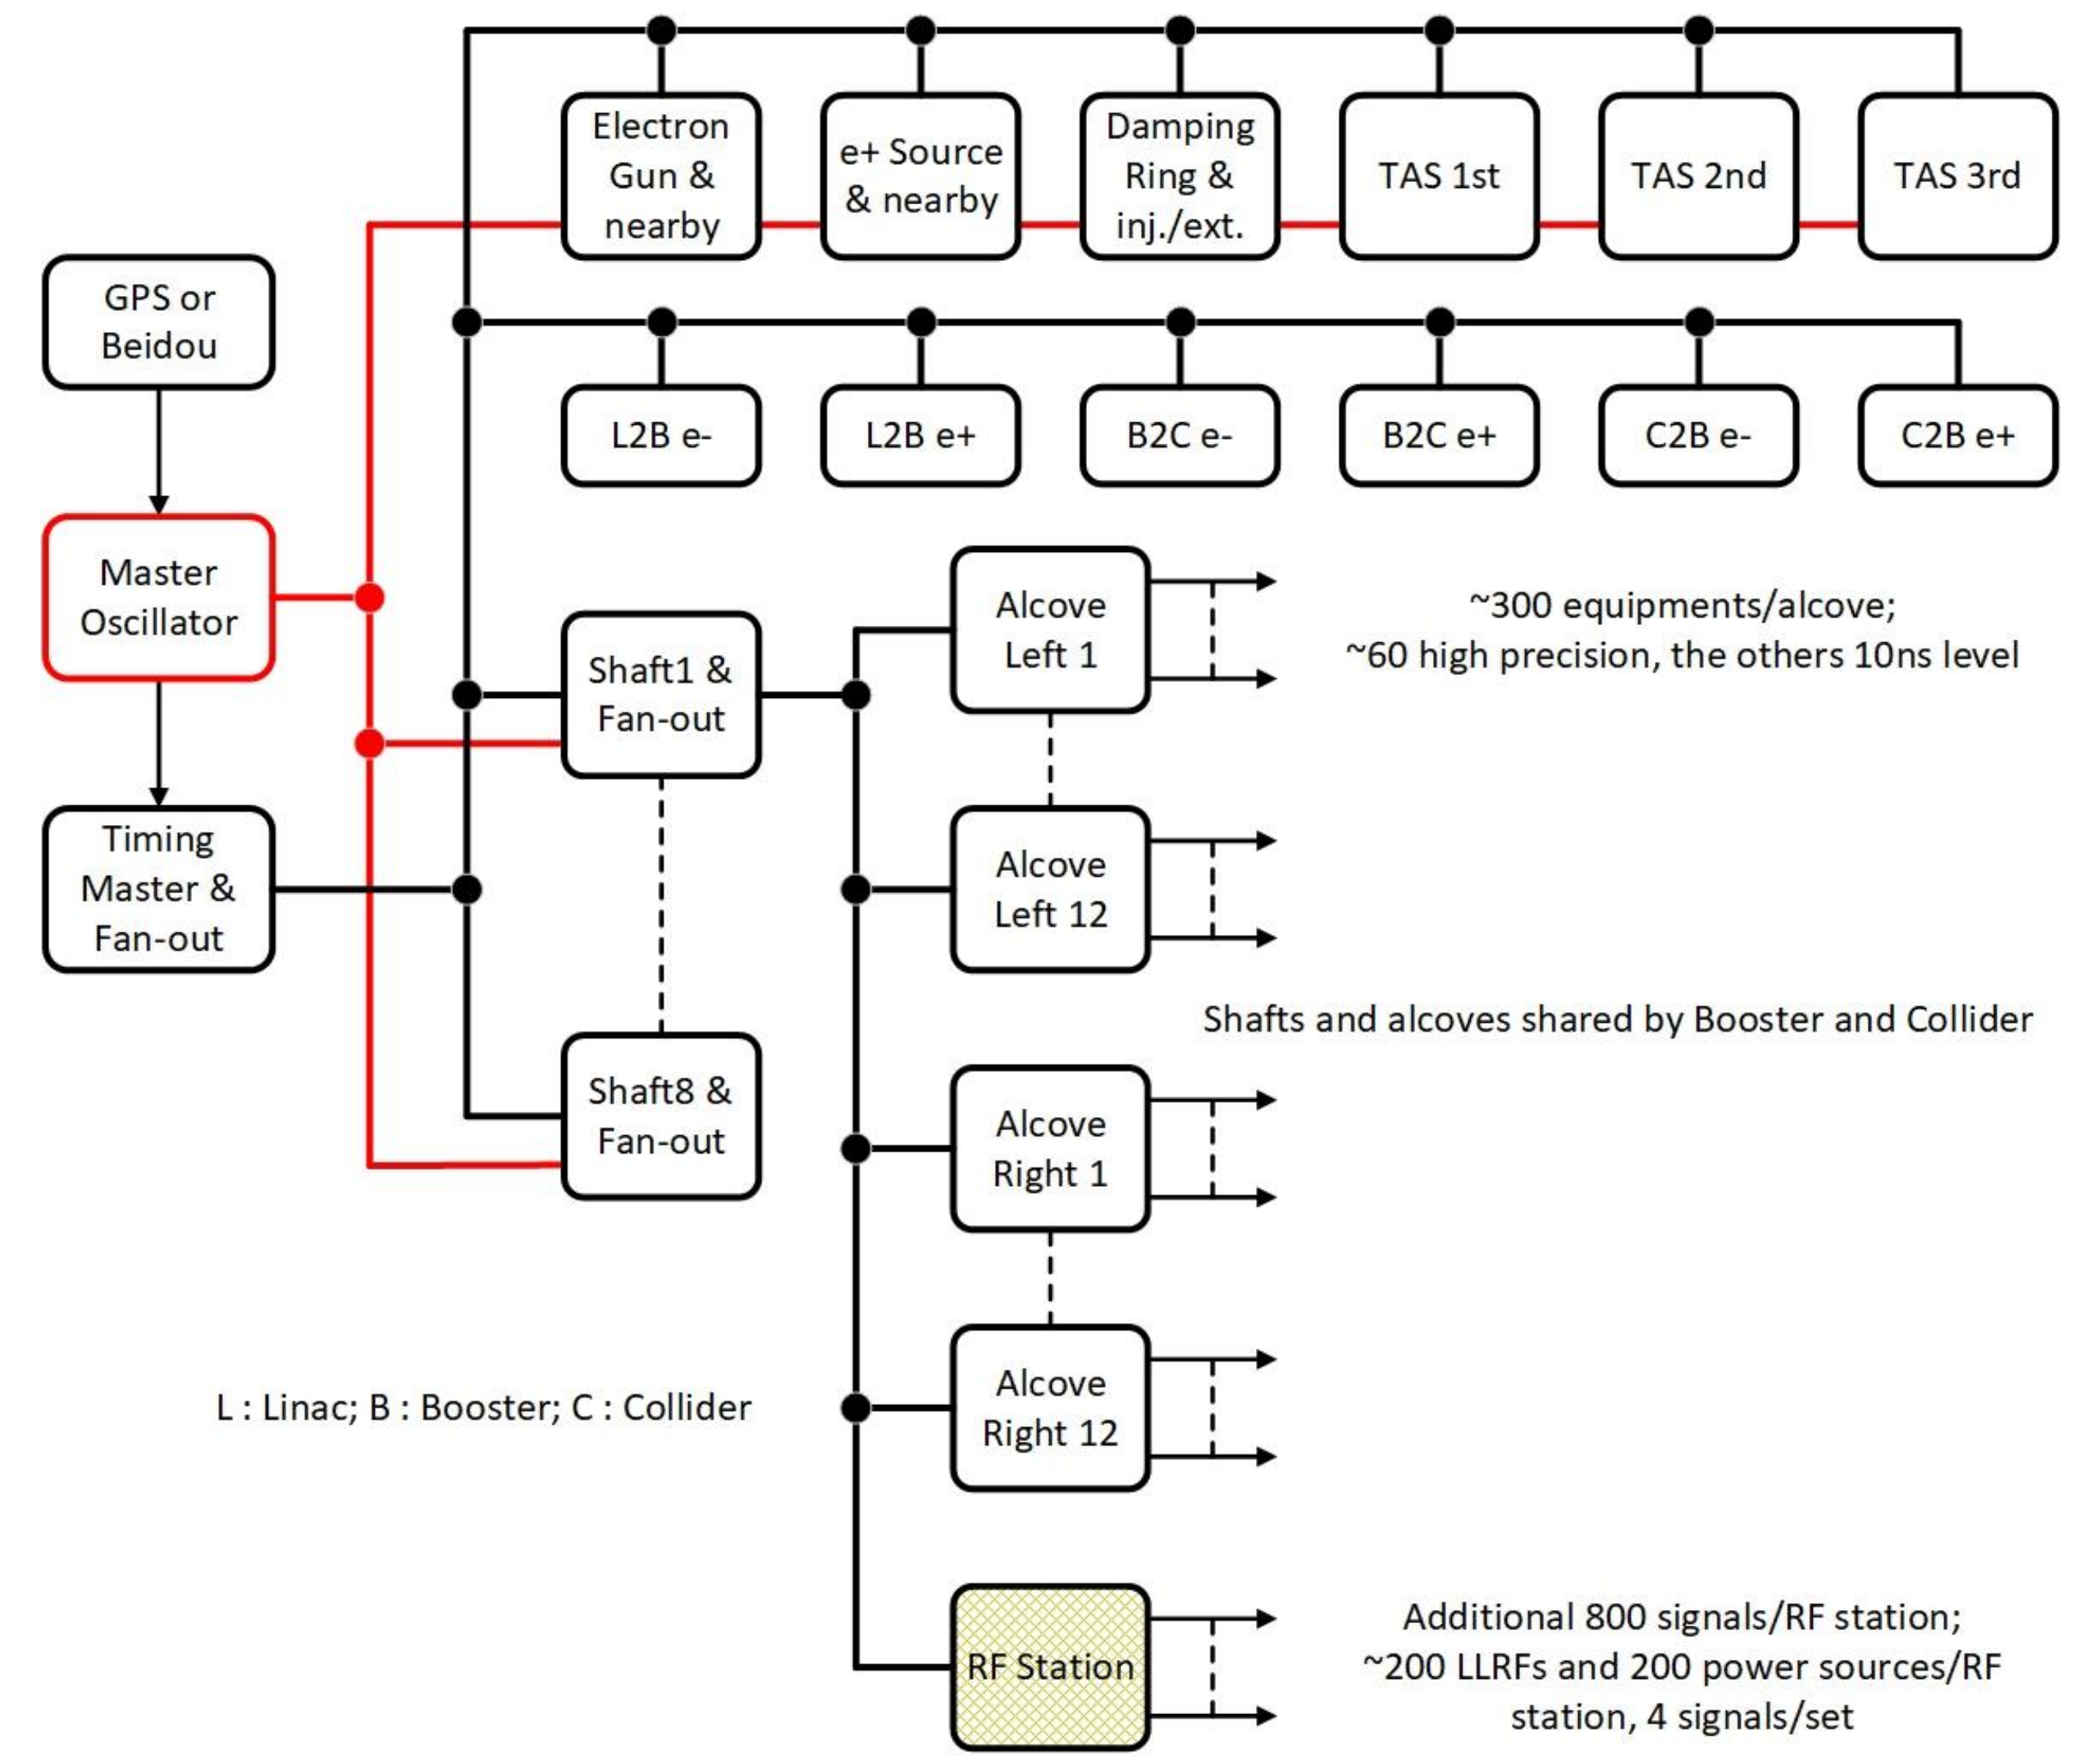 Electron
Gun &
nearby
e+ Source
& nearby
Damping
Ring &
inj./ext.
TAS 1st
TAS 2nd
TAS 3rd
GPS or
Beidou
L2B e-
L2B e+
B2C e-
B2C e+
C2B e-
C2B e+
Master
Oscillator
Timing
Master &
Fan-out
Shaft1 &
Fan-out
Shaft8 &
Fan-out
Alcove
Left 1
~300 equipments/alcove;
~60 high precision, the others 10ns level
Alcove
Left 12
Shafts and alcoves shared by Booster and Collider
Alcove
Right 1
Alcove
Right 12
L : Linac; B : Booster; C : Collider
RF Station
Additional 800 signals/RF station;
~200 LLRFs and 200 power sources/RF
station, 4 signals/set